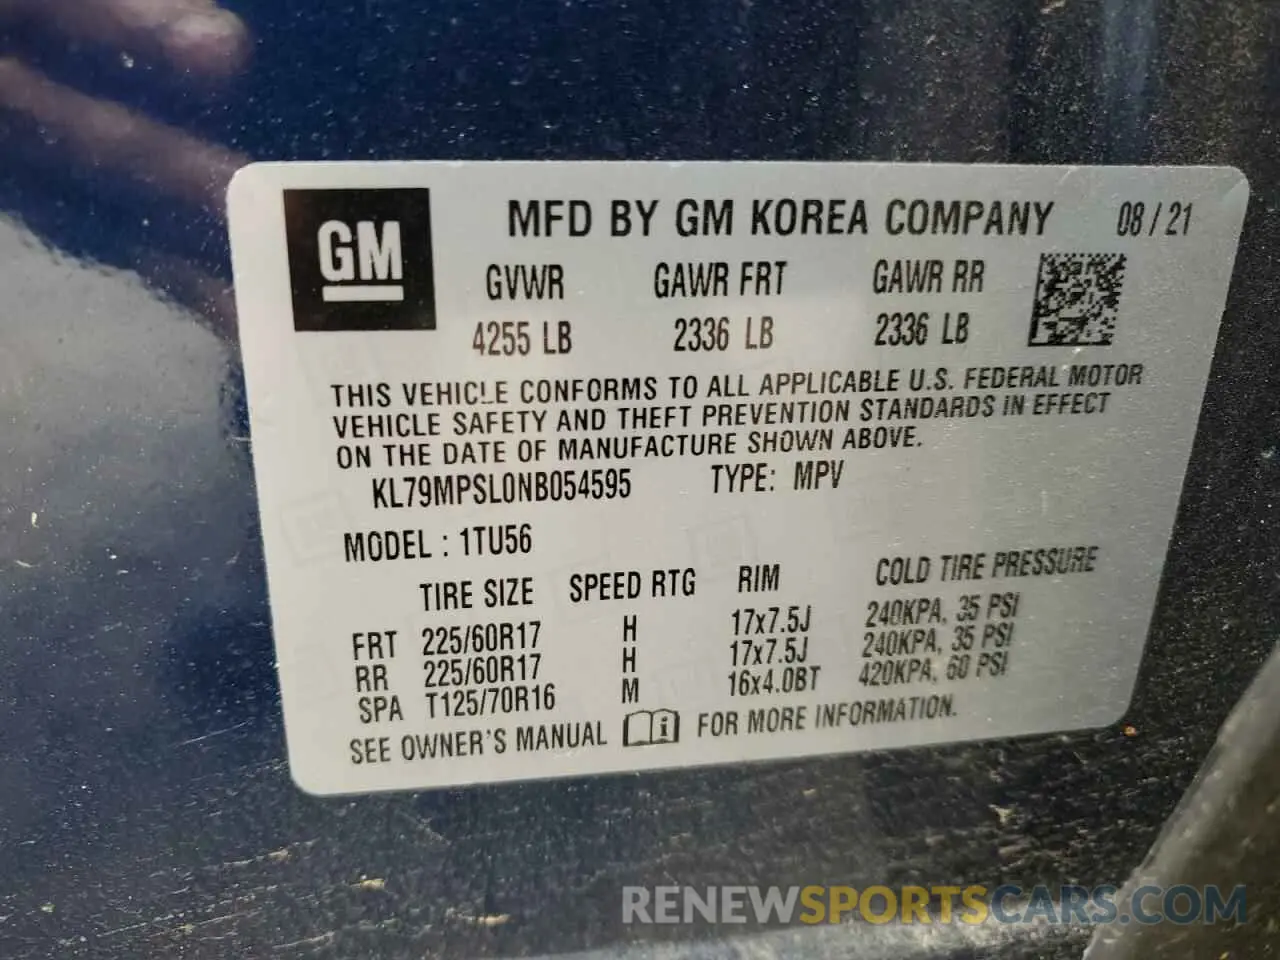 GM MFD BY GM KOREA COMPANY 08 / 21
GVWR GAWR FRT GAWR RR
4255 LB 2336 LB 2336 LB
THIS VEHICLE CONFORMS TO ALL APPLICABLE U.S. FEDERAL MOTOR
VEHICLE SAFETY AND THEFT PREVENTION STANDARDS IN EFFECT
ON THE DATE OF MANUFACTURE SHOWN ABOVE.
KL79MPSL0NB054595 TYPE: MPV
MODEL : 1TU56
TIRE SIZE SPEED RTG RIM COLD TIRE PRESSURE
FRT 225/60R17 H 17x7.5J 240KPA, 35 PSI
RR 225/60R17 H 17x7.5J 240KPA, 35 PSI
SPA T125/70R16 M 16x4.0BT 420KPA, 60 PSI
SEE OWNER'S MANUAL FOR MORE INFORMATION.
RENEWSPORTSCARS.COM